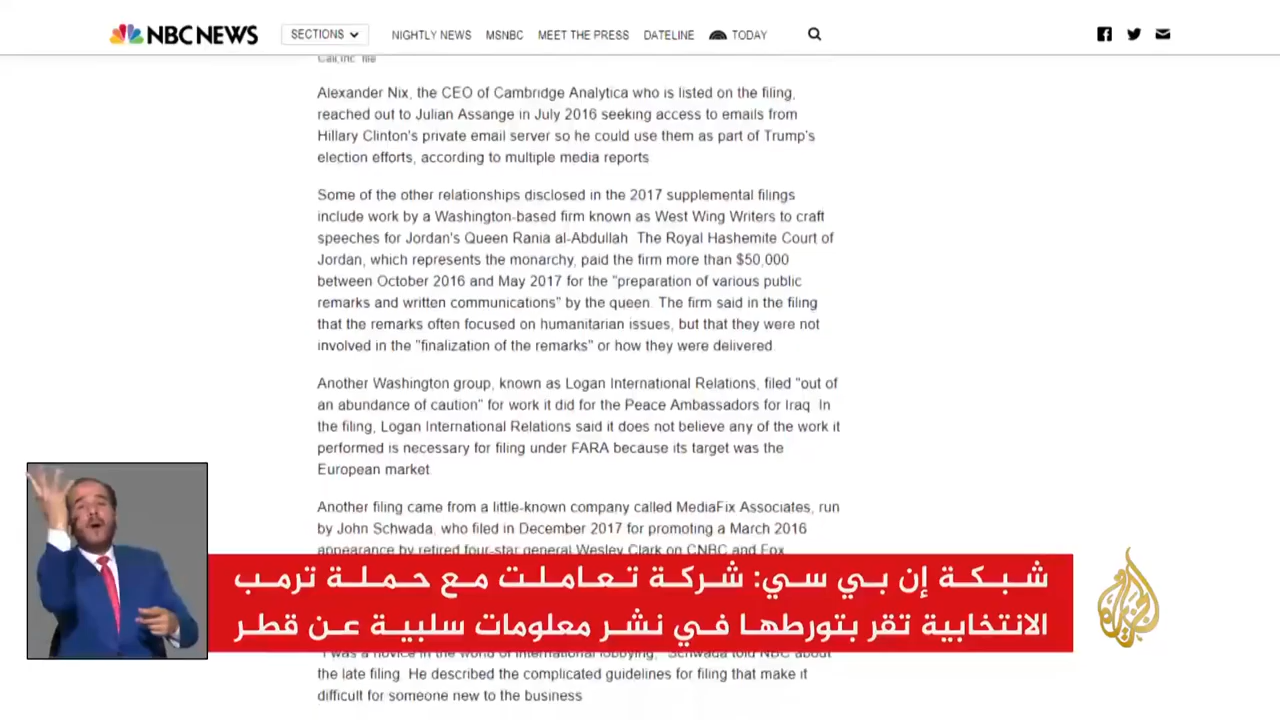 NBC NEWS
SECTIONS
NIGHTLY NEWS MSNBC MEET THE PRESS DATELINE TODAY
Call,Inc file
Alexander Nix, the CEO of Cambridge Analytica who is listed on the filing,
reached out to Julian Assange in July 2016 seeking access to emails from
Hillary Clinton's private email server so he could use them as part of Trump's
election efforts, according to multiple media reports
Some of the other relationships disclosed in the 2017 supplemental filings
include work by a Washington-based firm known as West Wing Writers to craft
speeches for Jordan's Queen Rania al-Abdullah The Royal Hashemite Court of
Jordan, which represents the monarchy, paid the firm more than $50,000
between October 2016 and May 2017 for the "preparation of various public
remarks and written communications" by the queen. The firm said in the filing
that the remarks often focused on humanitarian issues, but that they were not
involved in the "finalization of the remarks" or how they were delivered
Another Washington group, known as Logan International Relations, filed "out of
an abundance of caution" for work it did for the Peace Ambassadors for Iraq In
the filing, Logan International Relations said it does not believe any of the work it
performed is necessary for filing under FARA because its target was the
European market
Another filing came from a little-known company called MediaFix Associates, run
by John Schwada, who filed in December 2017 for promoting a March 2016
appearance by retired four-star general Wesley Clark on CNBC and Fox
شبكة إن بي سي: شركة تعاملت مع حملة ترمب
الانتخابية تقر بتورطها في نشر معلومات سلبية عن قطر
الجزيرة
"I was a novice in the world of international lobbying," Schwada told NBC about
the late filing. He described the complicated guidelines for filing that make it
difficult for someone new to the business